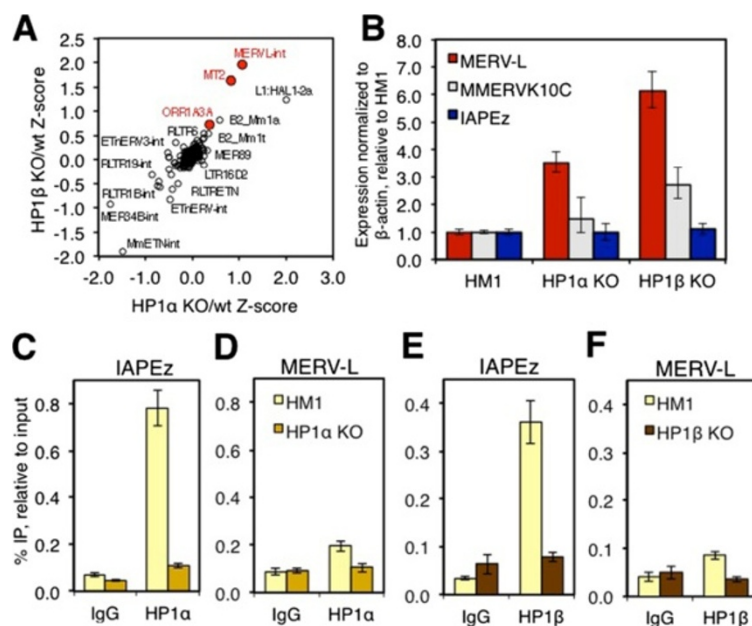 A
HP1β KO/wt Z-score
2.5
2.0
1.5
1.0
0.5
0.0
-0.5
-1.0
-1.5
-2.0
MERVL-int
MT2
L1:HAL1-2a
ORR1A3A
B2_Mm1a
RLTR6
B2_Mm1t
ETnERV3-int
MER89
RLTR19-int
LTR16D2
RLTR1B-int
RLTRETN
MER34B-int
ETnERV-int
MmETN-int
-2.0 -1.0 0.0 1.0 2.0 3.0
HP1α KO/wt Z-score
B
Expression normalized to
β-actin, relative to HM1
8.0
7.0
6.0
5.0
4.0
3.0
2.0
1.0
0.0
MERV-L
MMERVK10C
IAPEz
HM1 HP1α KO HP1β KO
C
IAPEz
% IP, relative to input
0.8
0.6
0.4
0.2
0.0
IgG HP1α
D
MERV-L
0.8
0.6
0.4
0.2
0.0
HM1
HP1α KO
IgG HP1α
E
IAPEz
0.4
0.3
0.2
0.1
0.0
IgG HP1β
F
MERV-L
0.4
0.3
0.2
0.1
0.0
HM1
HP1β KO
IgG HP1β